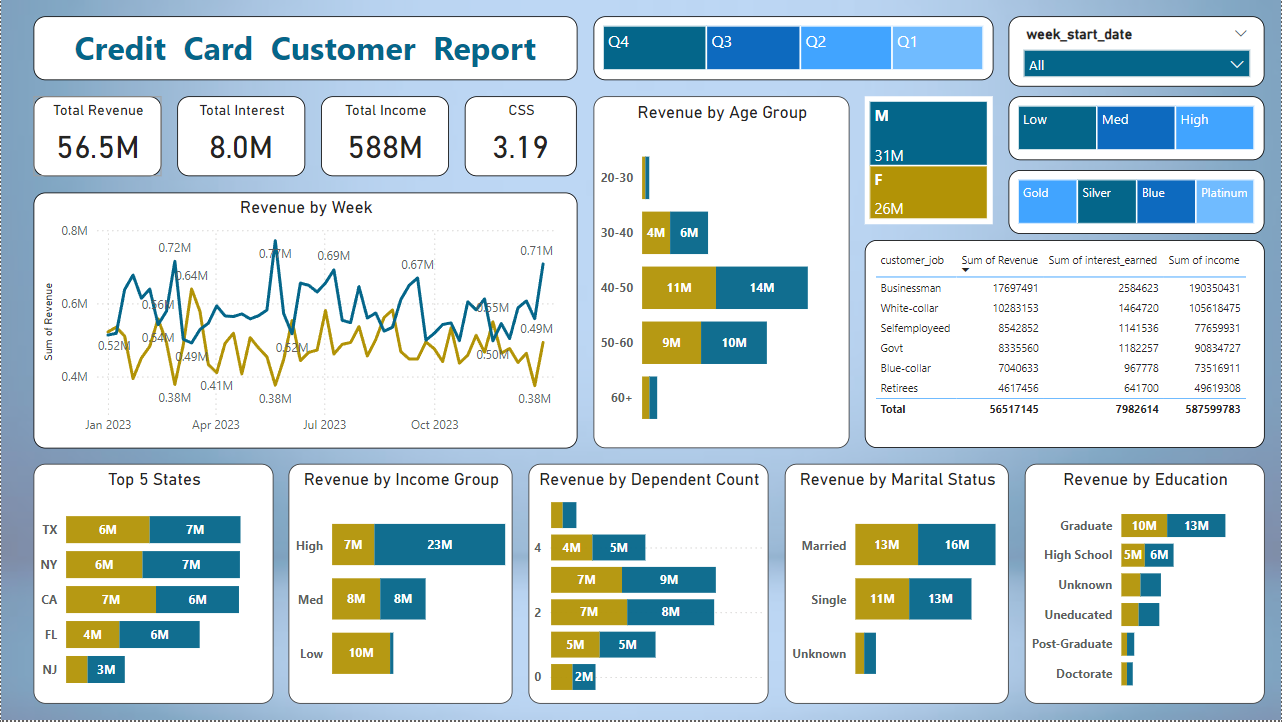 Credit Card Customer Report
Q4
Q3
Q2
Q1
week_start_date
All
Total Revenue
56.5M
Total Interest
8.0M
Total Income
588M
CSS
3.19
Revenue by Age Group
20-30
30-40
4M
6M
40-50
11M
14M
50-60
9M
10M
60+
M
31M
F
26M
Low
Med
High
Gold
Silver
Blue
Platinum
Revenue by Week
Sum of Revenue
0.8M
0.6M
0.4M
0.72M
0.77M
0.69M
0.67M
0.71M
0.64M
0.56M
0.55M
0.54M
0.52M
0.49M
0.52M
0.50M
0.49M
0.41M
0.38M
0.38M
0.38M
Jan 2023
Apr 2023
Jul 2023
Oct 2023
customer_job Sum of Revenue Sum of interest_earned Sum of income
Businessman 17697491 2584623 190350431
White-collar 10283153 1464720 105618475
Selfemployeed 8542852 1141536 77659931
Govt 8335560 1182257 90834727
Blue-collar 7040633 967778 73516911
Retirees 4617456 641700 49619308
Total 56517145 7982614 587599783
Top 5 States
TX 6M 7M
NY 6M 7M
CA 7M 6M
FL 4M 6M
NJ 3M
Revenue by Income Group
High 7M 23M
Med 8M 8M
Low 10M
Revenue by Dependent Count
4 4M 5M
7M 9M
2 7M 8M
5M 5M
0 2M
Revenue by Marital Status
Married 13M 16M
Single 11M 13M
Unknown
Revenue by Education
Graduate 10M 13M
High School 5M 6M
Unknown
Uneducated
Post-Graduate
Doctorate